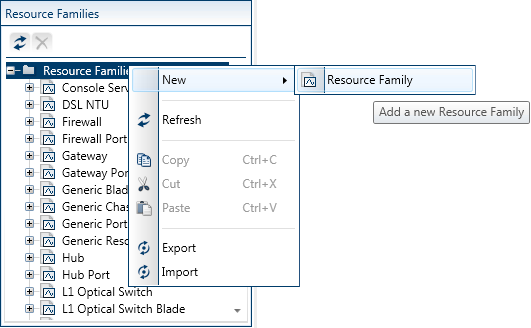 Resource Families
Resource Familie
New
Resource Family
Add a new Resource Family
Console Serv
DSL NTU
Firewall
Firewall Port
Gateway
Gateway Por
Generic Blad
Generic Chas
Generic Port
Generic Reso
Hub
Hub Port
L1 Optical Switch
L1 Optical Switch Blade
Refresh
Copy Ctrl+C
Cut Ctrl+X
Paste Ctrl+V
Export
Import